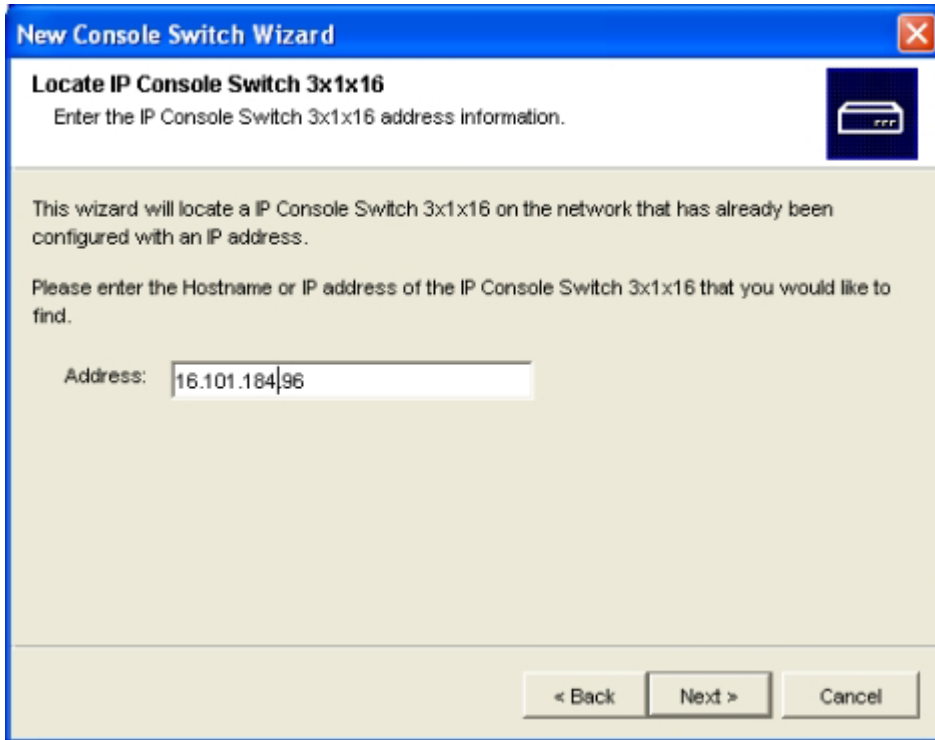 New Console Switch Wizard
Locate IP Console Switch 3x1x16
Enter the IP Console Switch 3x1x16 address information.
This wizard will locate a IP Console Switch 3x1x16 on the network that has already been
configured with an IP address.
Please enter the Hostname or IP address of the IP Console Switch 3x1x16 that you would like to
find.
Address: 16.101.184.96
< Back Next > Cancel